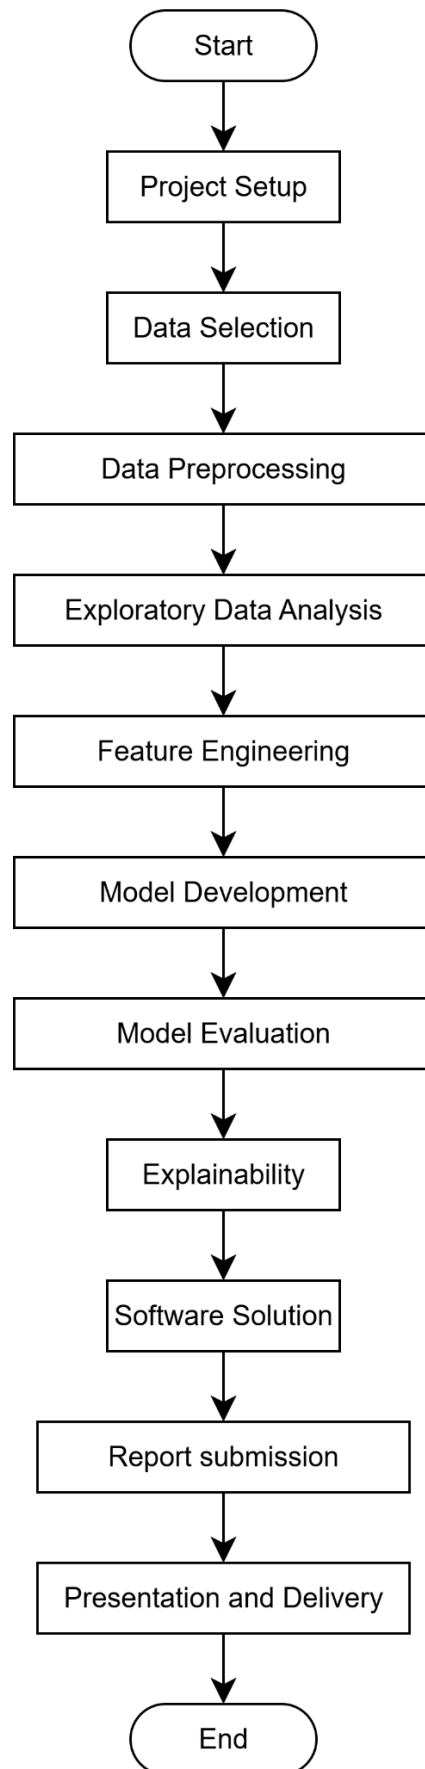 Start
Project Setup
Data Selection
Data Preprocessing
Exploratory Data Analysis
Feature Engineering
Model Development
Model Evaluation
Explainability
Software Solution
Report submission
Presentation and Delivery
End